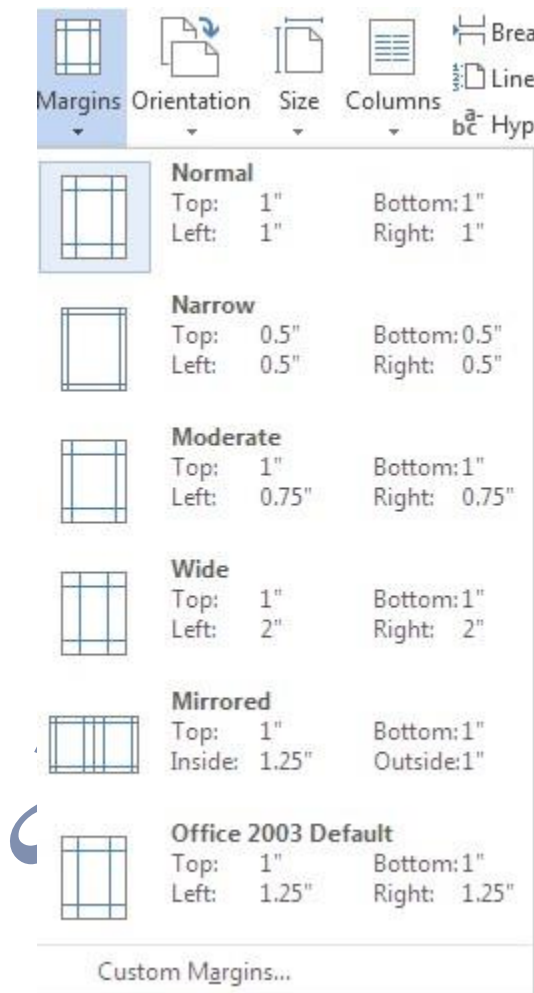 Margins Orientation Size Columns
Brea
Line
Hyp
Normal
Top: 1" Bottom: 1"
Left: 1" Right: 1"
Narrow
Top: 0.5" Bottom: 0.5"
Left: 0.5" Right: 0.5"
Moderate
Top: 1" Bottom: 1"
Left: 0.75" Right: 0.75"
Wide
Top: 1" Bottom: 1"
Left: 2" Right: 2"
Mirrored
Top: 1" Bottom: 1"
Inside: 1.25" Outside: 1"
Office 2003 Default
Top: 1" Bottom: 1"
Left: 1.25" Right: 1.25"
Custom Margins...